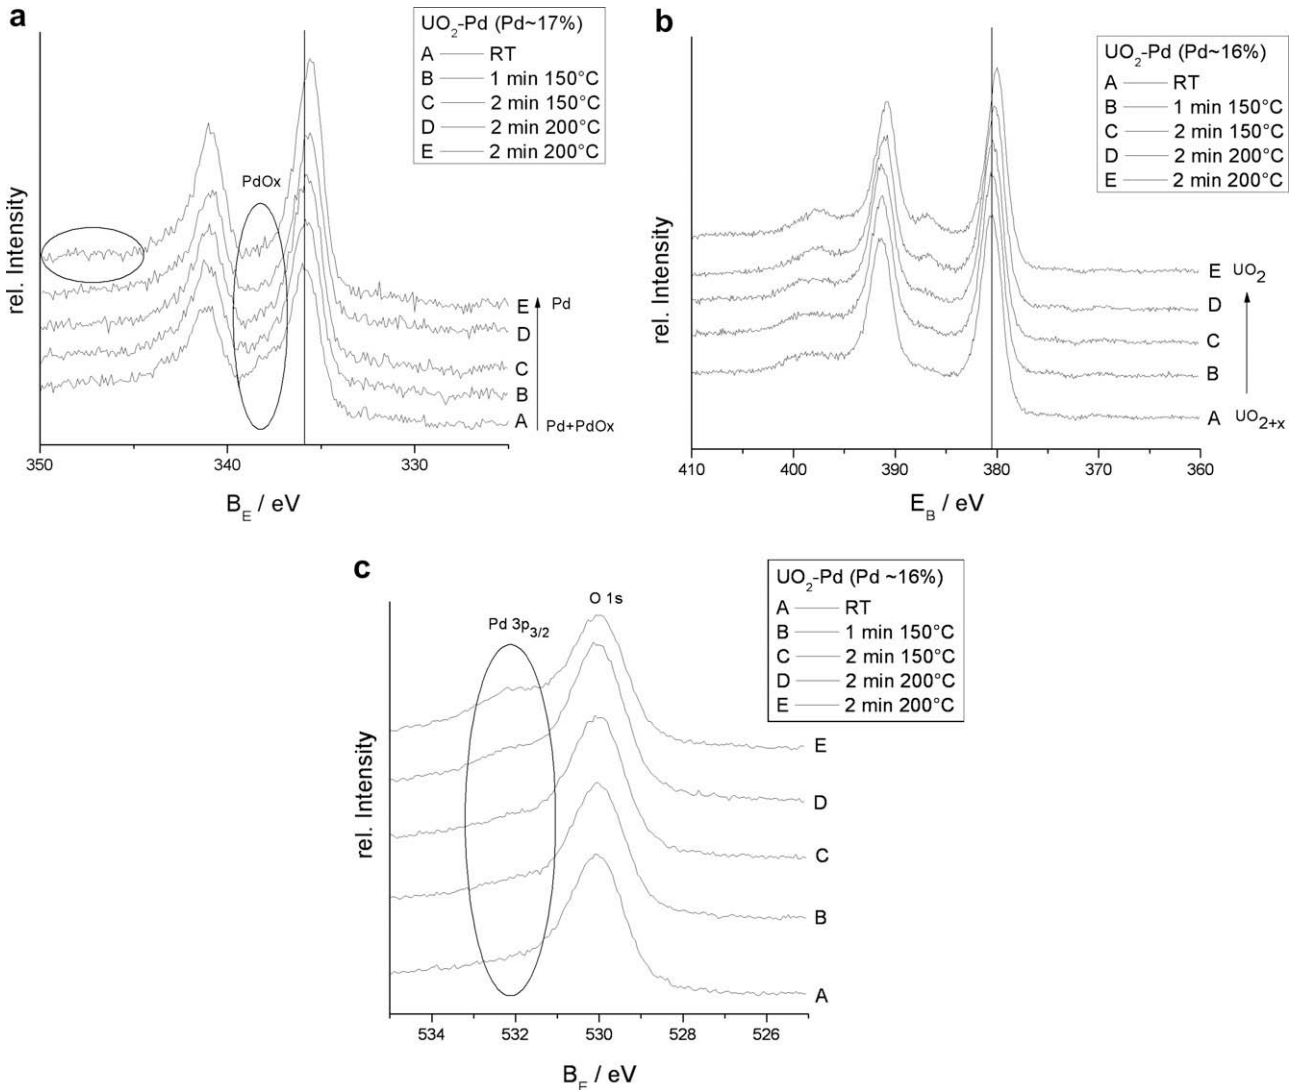 a
UO2-Pd (Pd~17%)
A RT
B 1 min 150°C
C 2 min 150°C
D 2 min 200°C
E 2 min 200°C
PdOx
rel. Intensity
E Pd
D
C
B
A Pd+PdOx
350 340 330
BE / eV
b
UO2-Pd (Pd~16%)
A RT
B 1 min 150°C
C 2 min 150°C
D 2 min 200°C
E 2 min 200°C
rel. Intensity
E UO2
D
C
B
A UO2+x
410 400 390 380 370 360
EB / eV
c
UO2-Pd (Pd ~16%)
A RT
B 1 min 150°C
C 2 min 150°C
D 2 min 200°C
E 2 min 200°C
O 1s
Pd 3p3/2
rel. Intensity
E
D
C
B
A
534 532 530 528 526
BE / eV